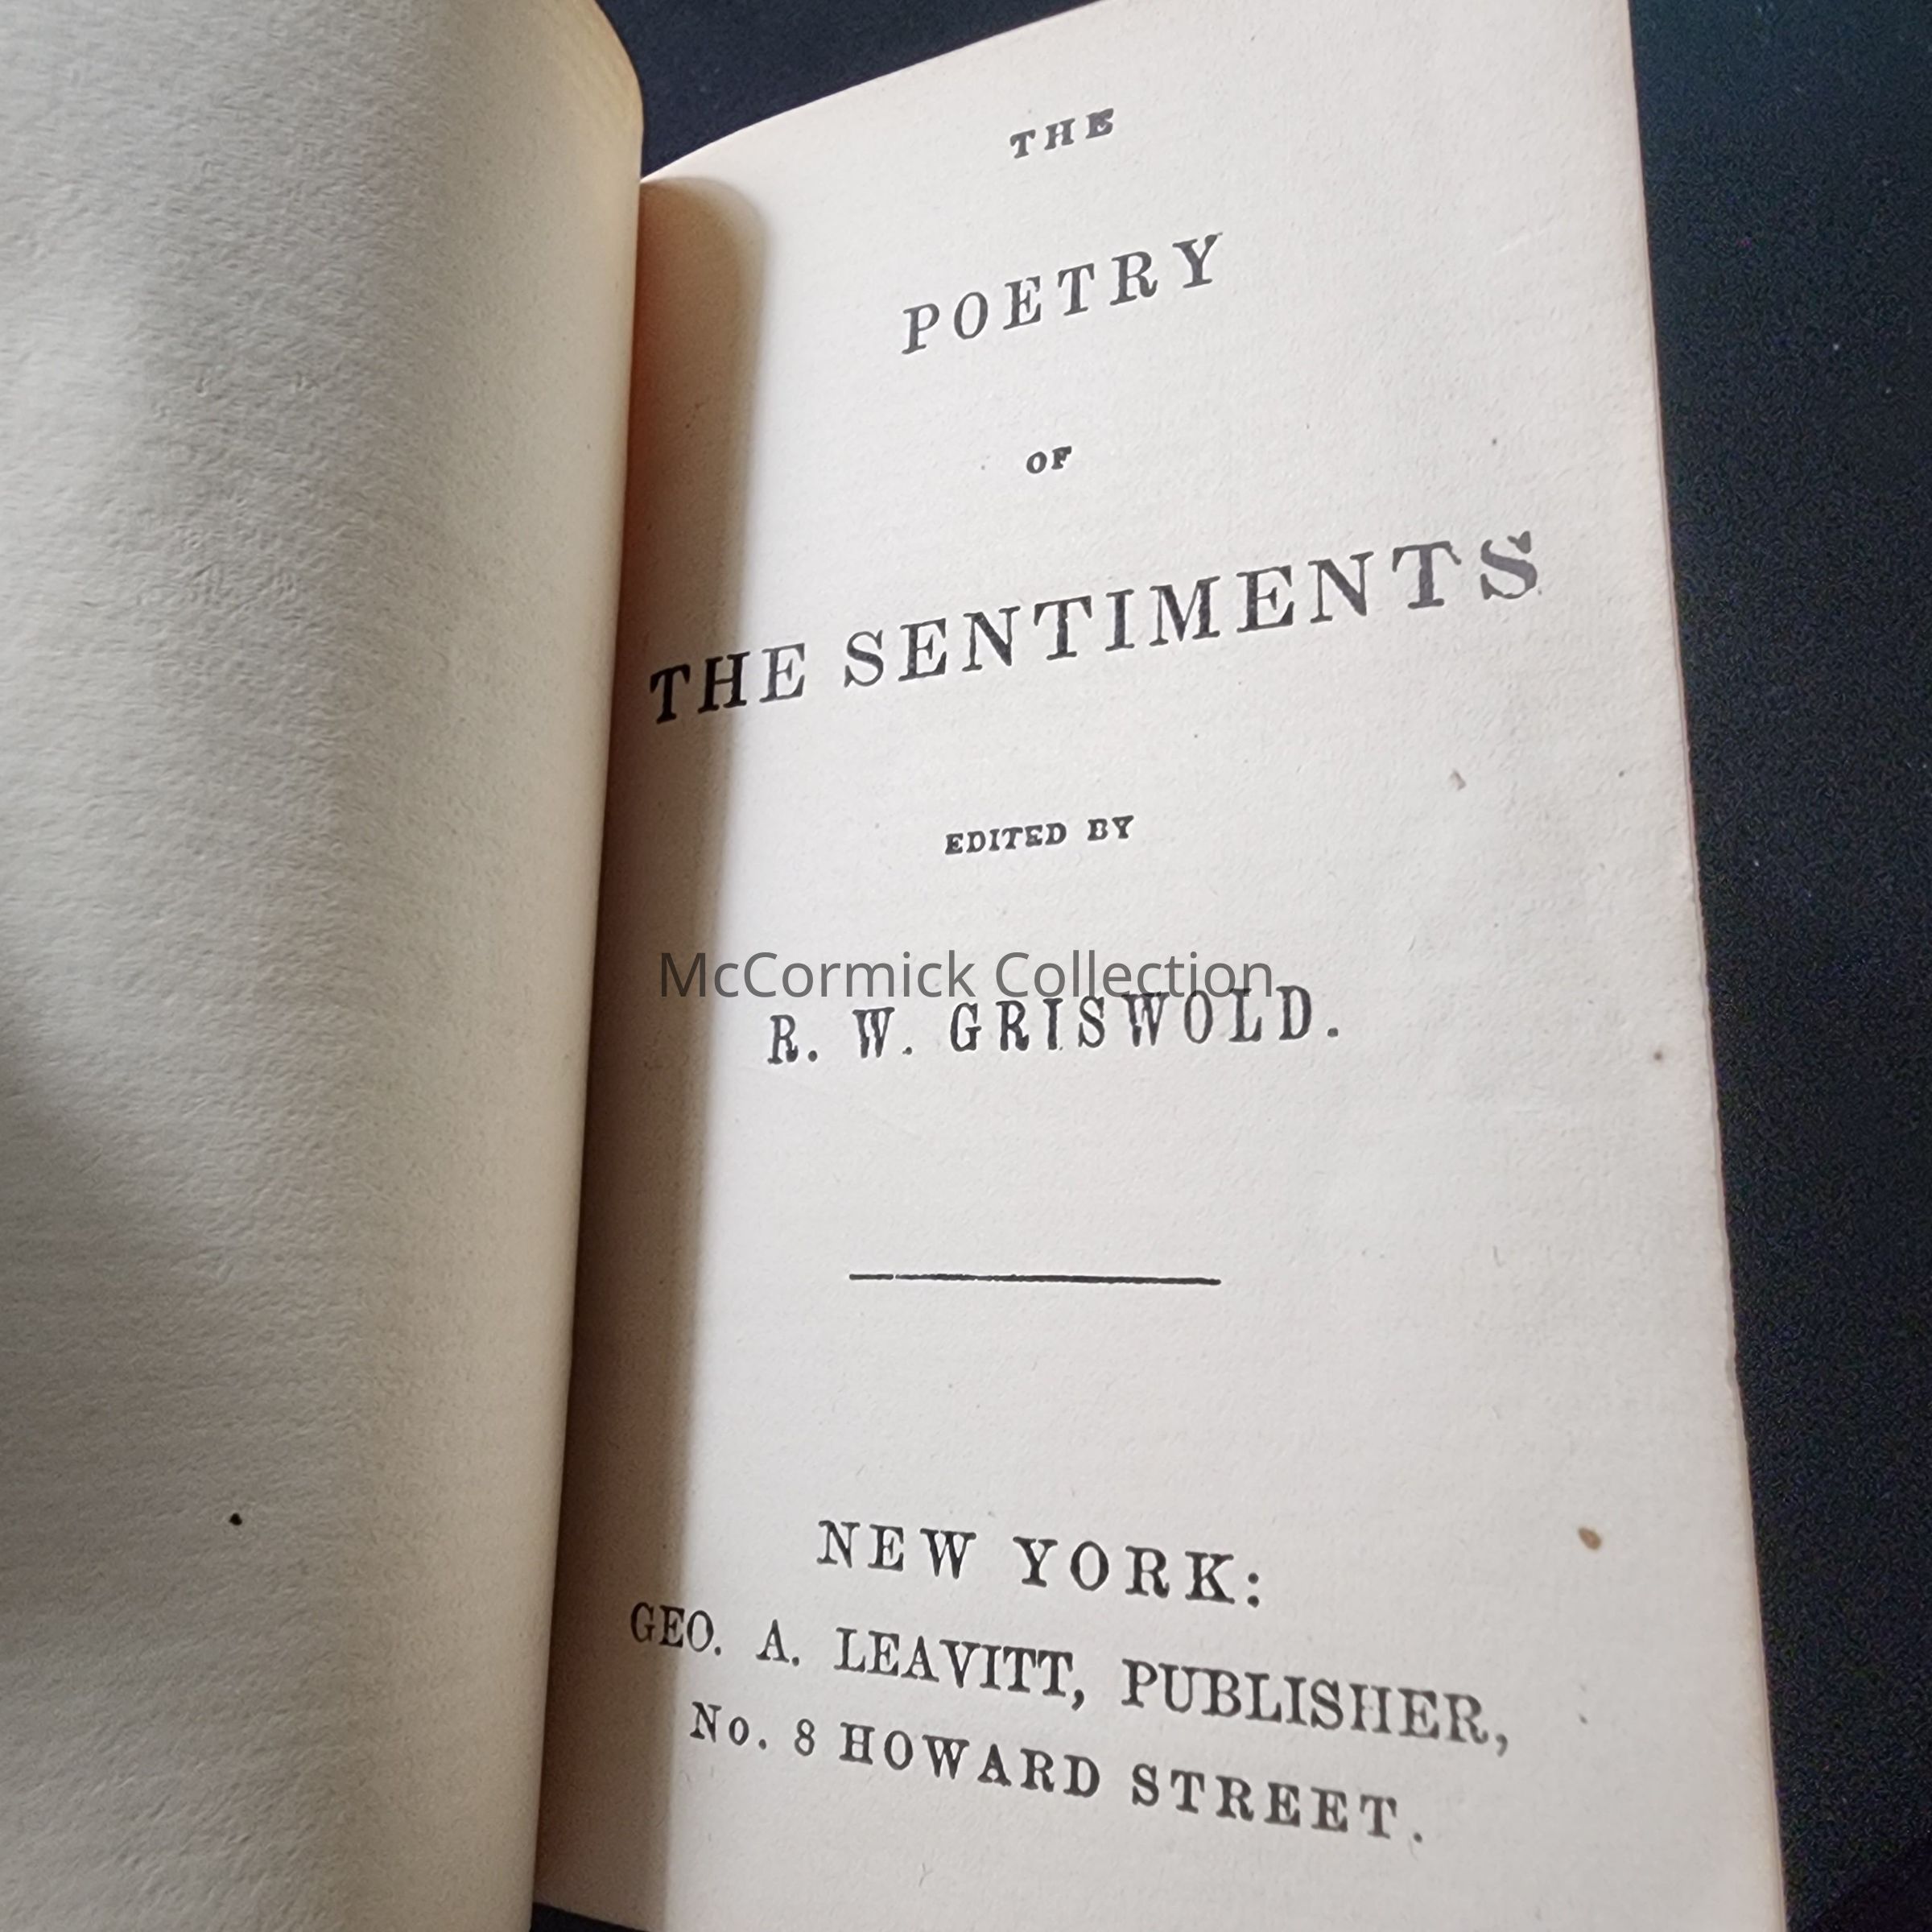 THE
POETRY
OF
THE SENTIMENTS
EDITED BY
McCormick Collection
R. W. GRISWOLD.
NEW YORK:
GEO. A. LEAVITT, PUBLISHER,
No. 8 HOWARD STREET.